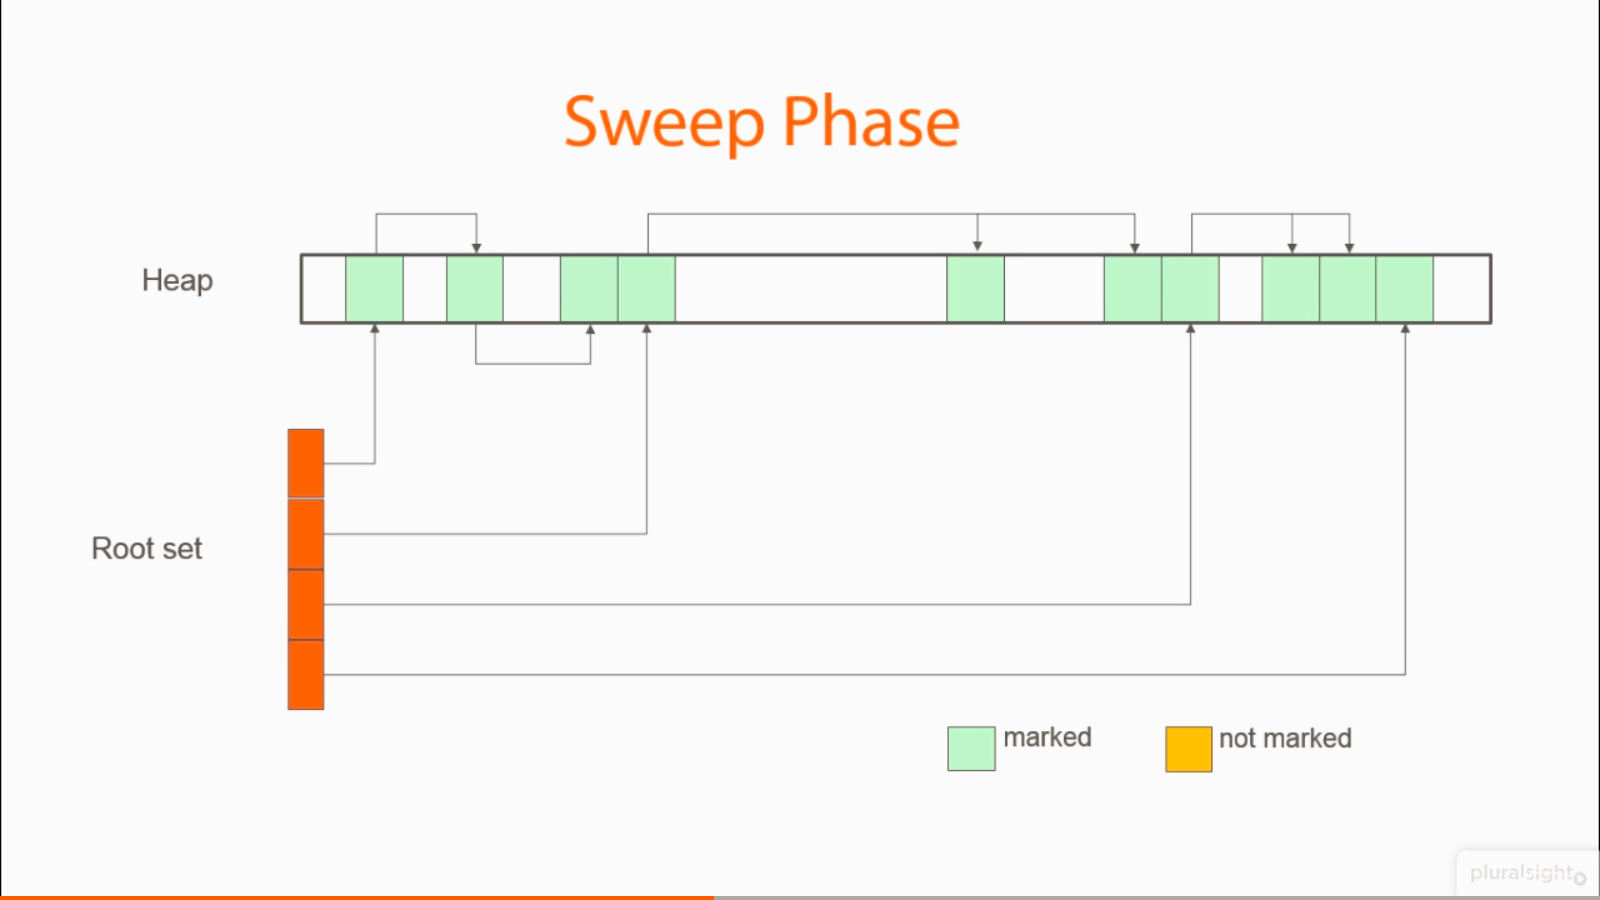 Sweep Phase
Heap
Root set
marked
not marked
pluralsight